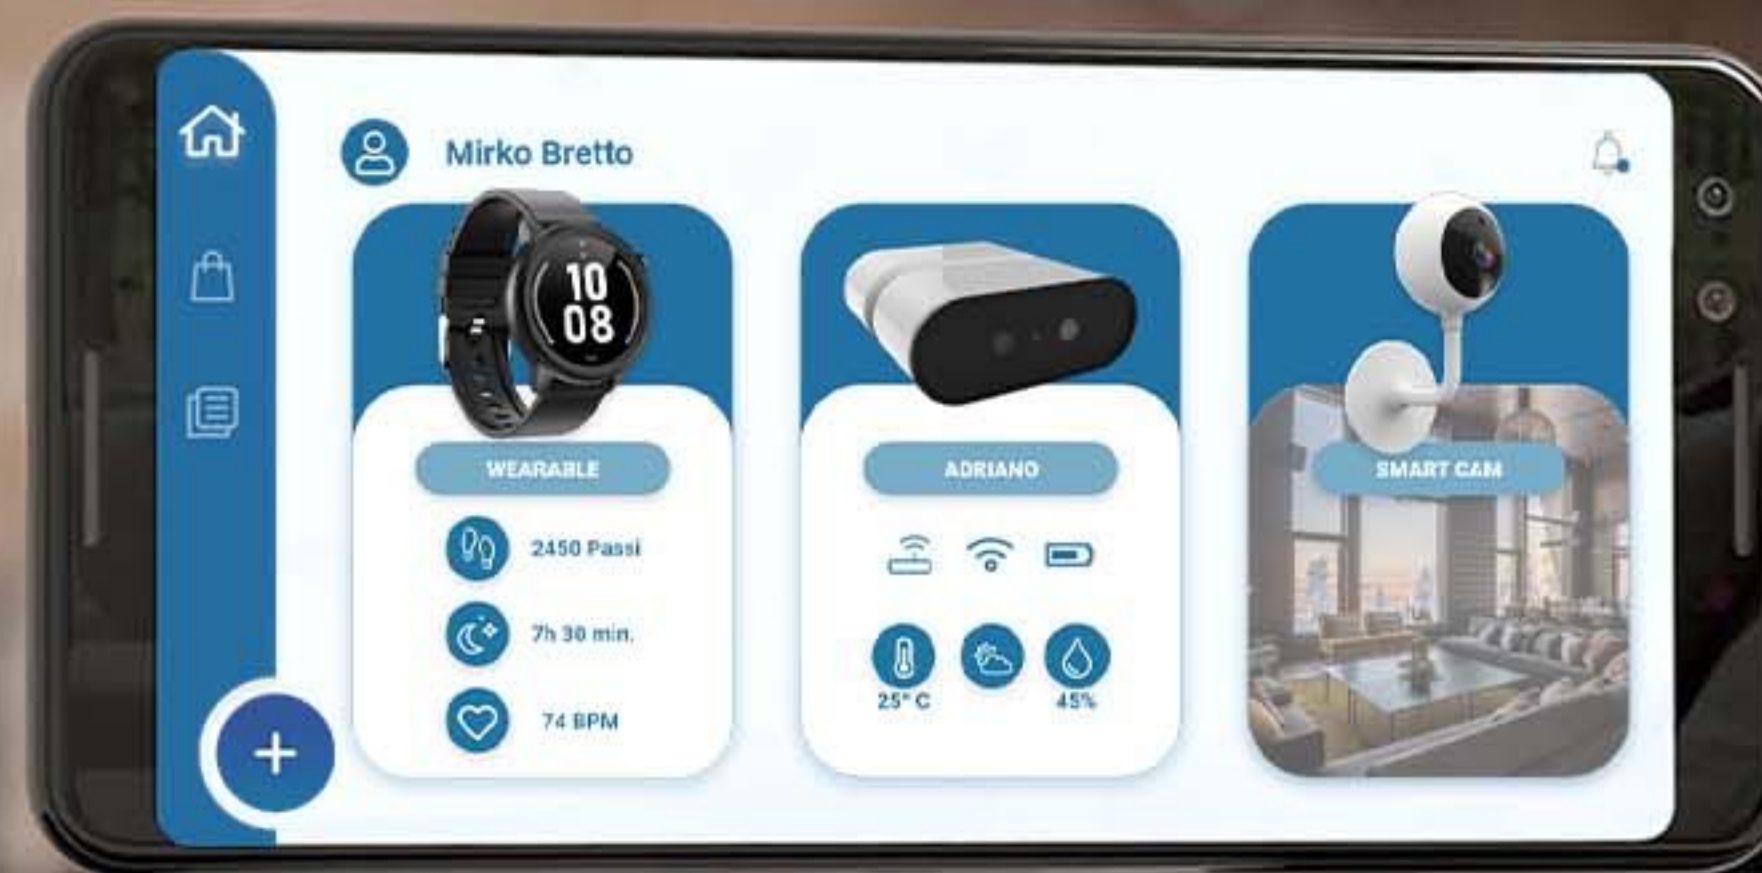 Mirko Bretto
10
08
WEARABLE
2450 Passi
7h 30 min.
74 BPM
ADRIANO
25° C
45%
SMART CAM